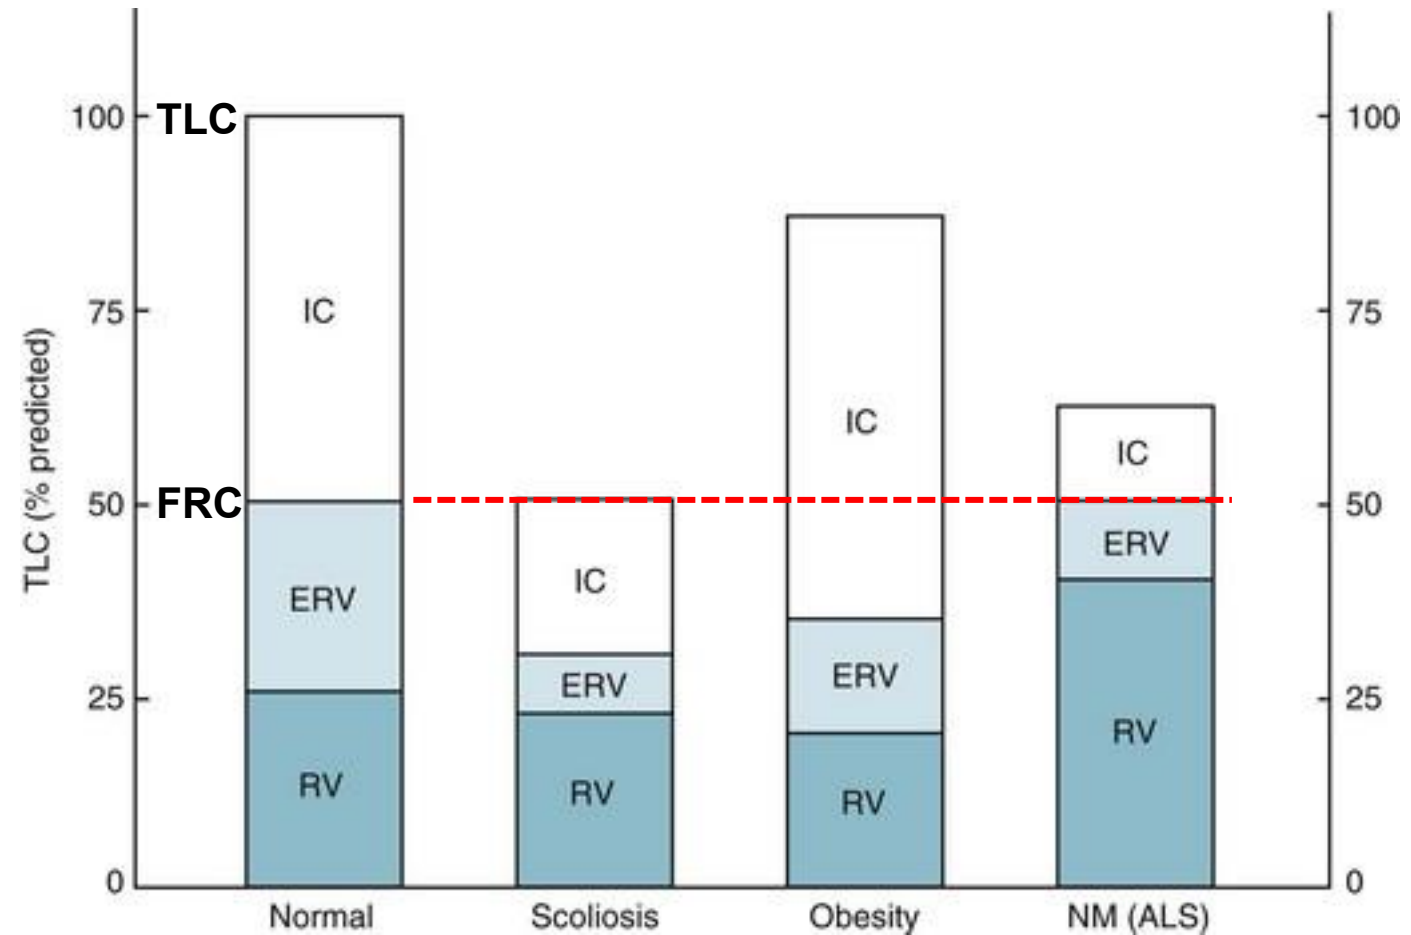 TLC (% predicted)
100
75
50
25
0
TLC
FRC
IC
ERV
RV
IC
ERV
RV
IC
ERV
RV
IC
ERV
RV
100
75
50
25
0
Normal
Scoliosis
Obesity
NM (ALS)